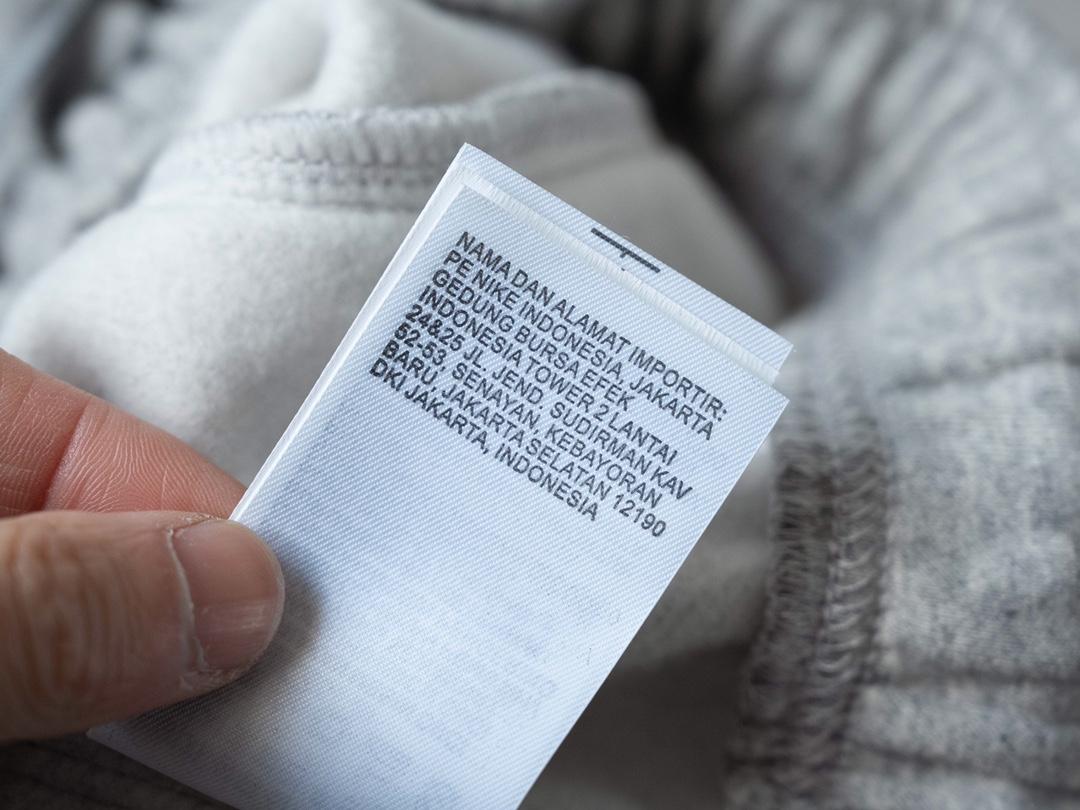 NAMA DAN ALAMAT IMPORTIR:
PE NIKE INDONESIA, JAKARTA
GEDUNG BURSA EFEK
INDONESIA TOWER 2 LANTAI
24&25 JL. JEND. SUDIRMAN KAV
52-53, SENAYAN, KEBAYORAN
BARU, JAKARTA SELATAN 12190
DKI JAKARTA, INDONESIA